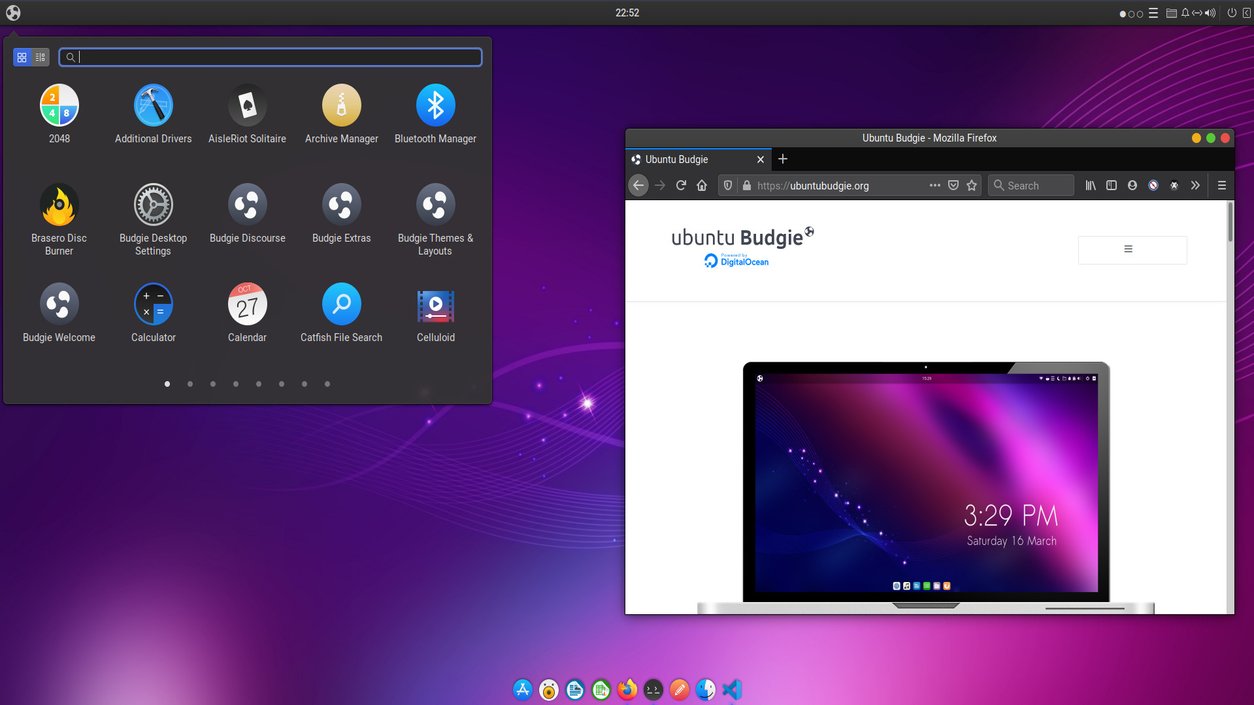 22:52
2048
Additional Drivers
AisleRiot Solitaire
Archive Manager
Bluetooth Manager
Brasero Disc
Burner
Budgie Desktop
Settings
Budgie Discourse
Budgie Extras
Budgie Themes &
Layouts
Budgie Welcome
Calculator
OCT
27
Calendar
Catfish File Search
Celluloid
Ubuntu Budgie - Mozilla Firefox
Ubuntu Budgie
https://ubuntubudgie.org
Search
ubuntu Budgie
Powered by
DigitalOcean
3:29 PM
Saturday 16 March